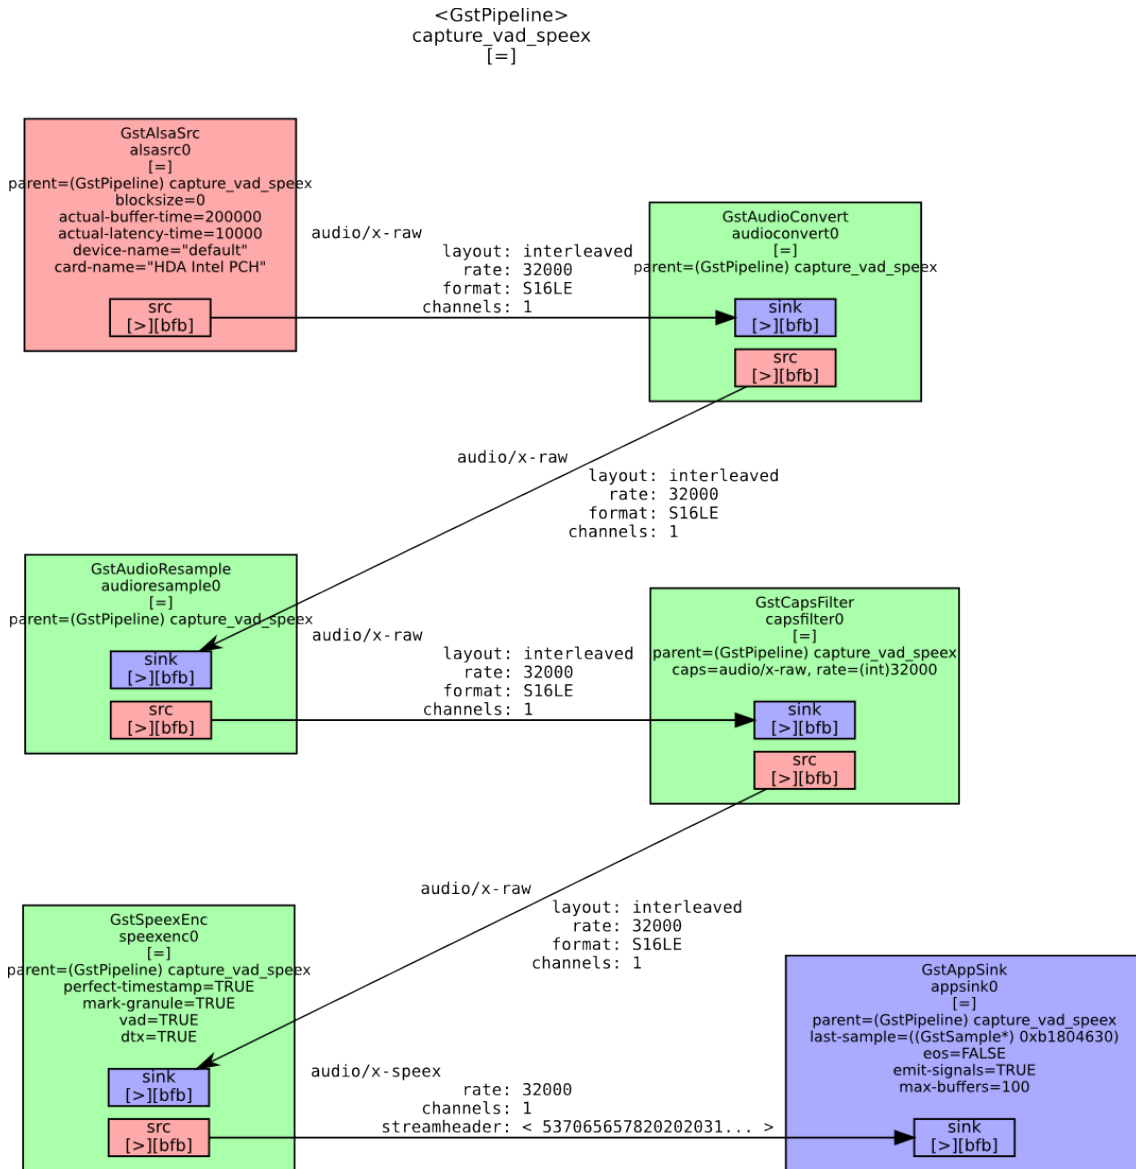 <GstPipeline>
capture_vad_speex
[=]
GstAlsaSrc
alsasrc0
[=]
parent=(GstPipeline) capture_vad_speex
blocksize=0
actual-buffer-time=200000
actual-latency-time=10000
device-name="default"
card-name="HDA Intel PCH"
src
[>][bfb]
audio/x-raw
layout: interleaved
rate: 32000
format: S16LE
channels: 1
GstAudioConvert
audioconvert0
[=]
parent=(GstPipeline) capture_vad_speex
sink
[>][bfb]
src
[>][bfb]
audio/x-raw
layout: interleaved
rate: 32000
format: S16LE
channels: 1
GstAudioResample
audioresample0
[=]
parent=(GstPipeline) capture_vad_speex
sink
[>][bfb]
src
[>][bfb]
audio/x-raw
layout: interleaved
rate: 32000
format: S16LE
channels: 1
GstCapsFilter
capsfilter0
[=]
parent=(GstPipeline) capture_vad_speex
caps=audio/x-raw, rate=(int)32000
sink
[>][bfb]
src
[>][bfb]
audio/x-raw
layout: interleaved
rate: 32000
format: S16LE
channels: 1
GstSpeexEnc
speexenc0
[=]
parent=(GstPipeline) capture_vad_speex
perfect-timestamp=TRUE
mark-granule=TRUE
vad=TRUE
dtx=TRUE
sink
[>][bfb]
src
[>][bfb]
audio/x-speex
rate: 32000
channels: 1
streamheader: < 537065657820202031... >
GstAppSink
appsink0
[=]
parent=(GstPipeline) capture_vad_speex
last-sample=((GstSample*) 0xb1804630)
eos=FALSE
emit-signals=TRUE
max-buffers=100
sink
[>][bfb]